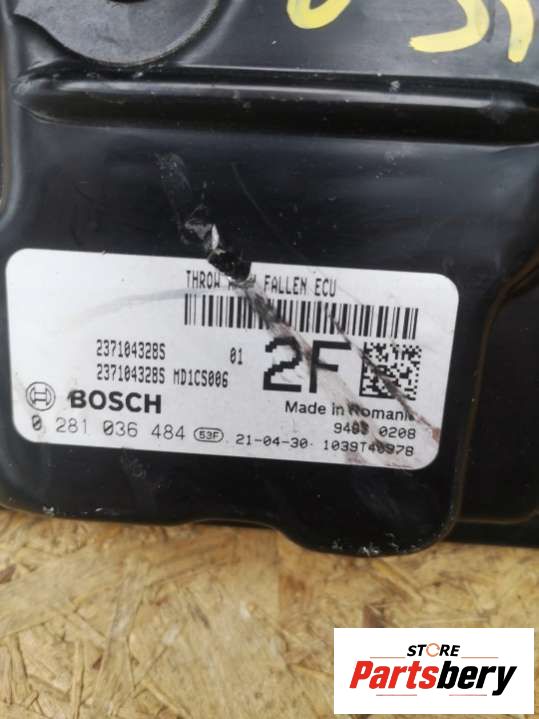 THROW FALLEN ECU
237104328S 01
237104328S MD1CS006
2F
BOSCH
Made in Romania
0208
0 281 036 484 53F 21-04-30 1039T40978
STORE
Partsbery